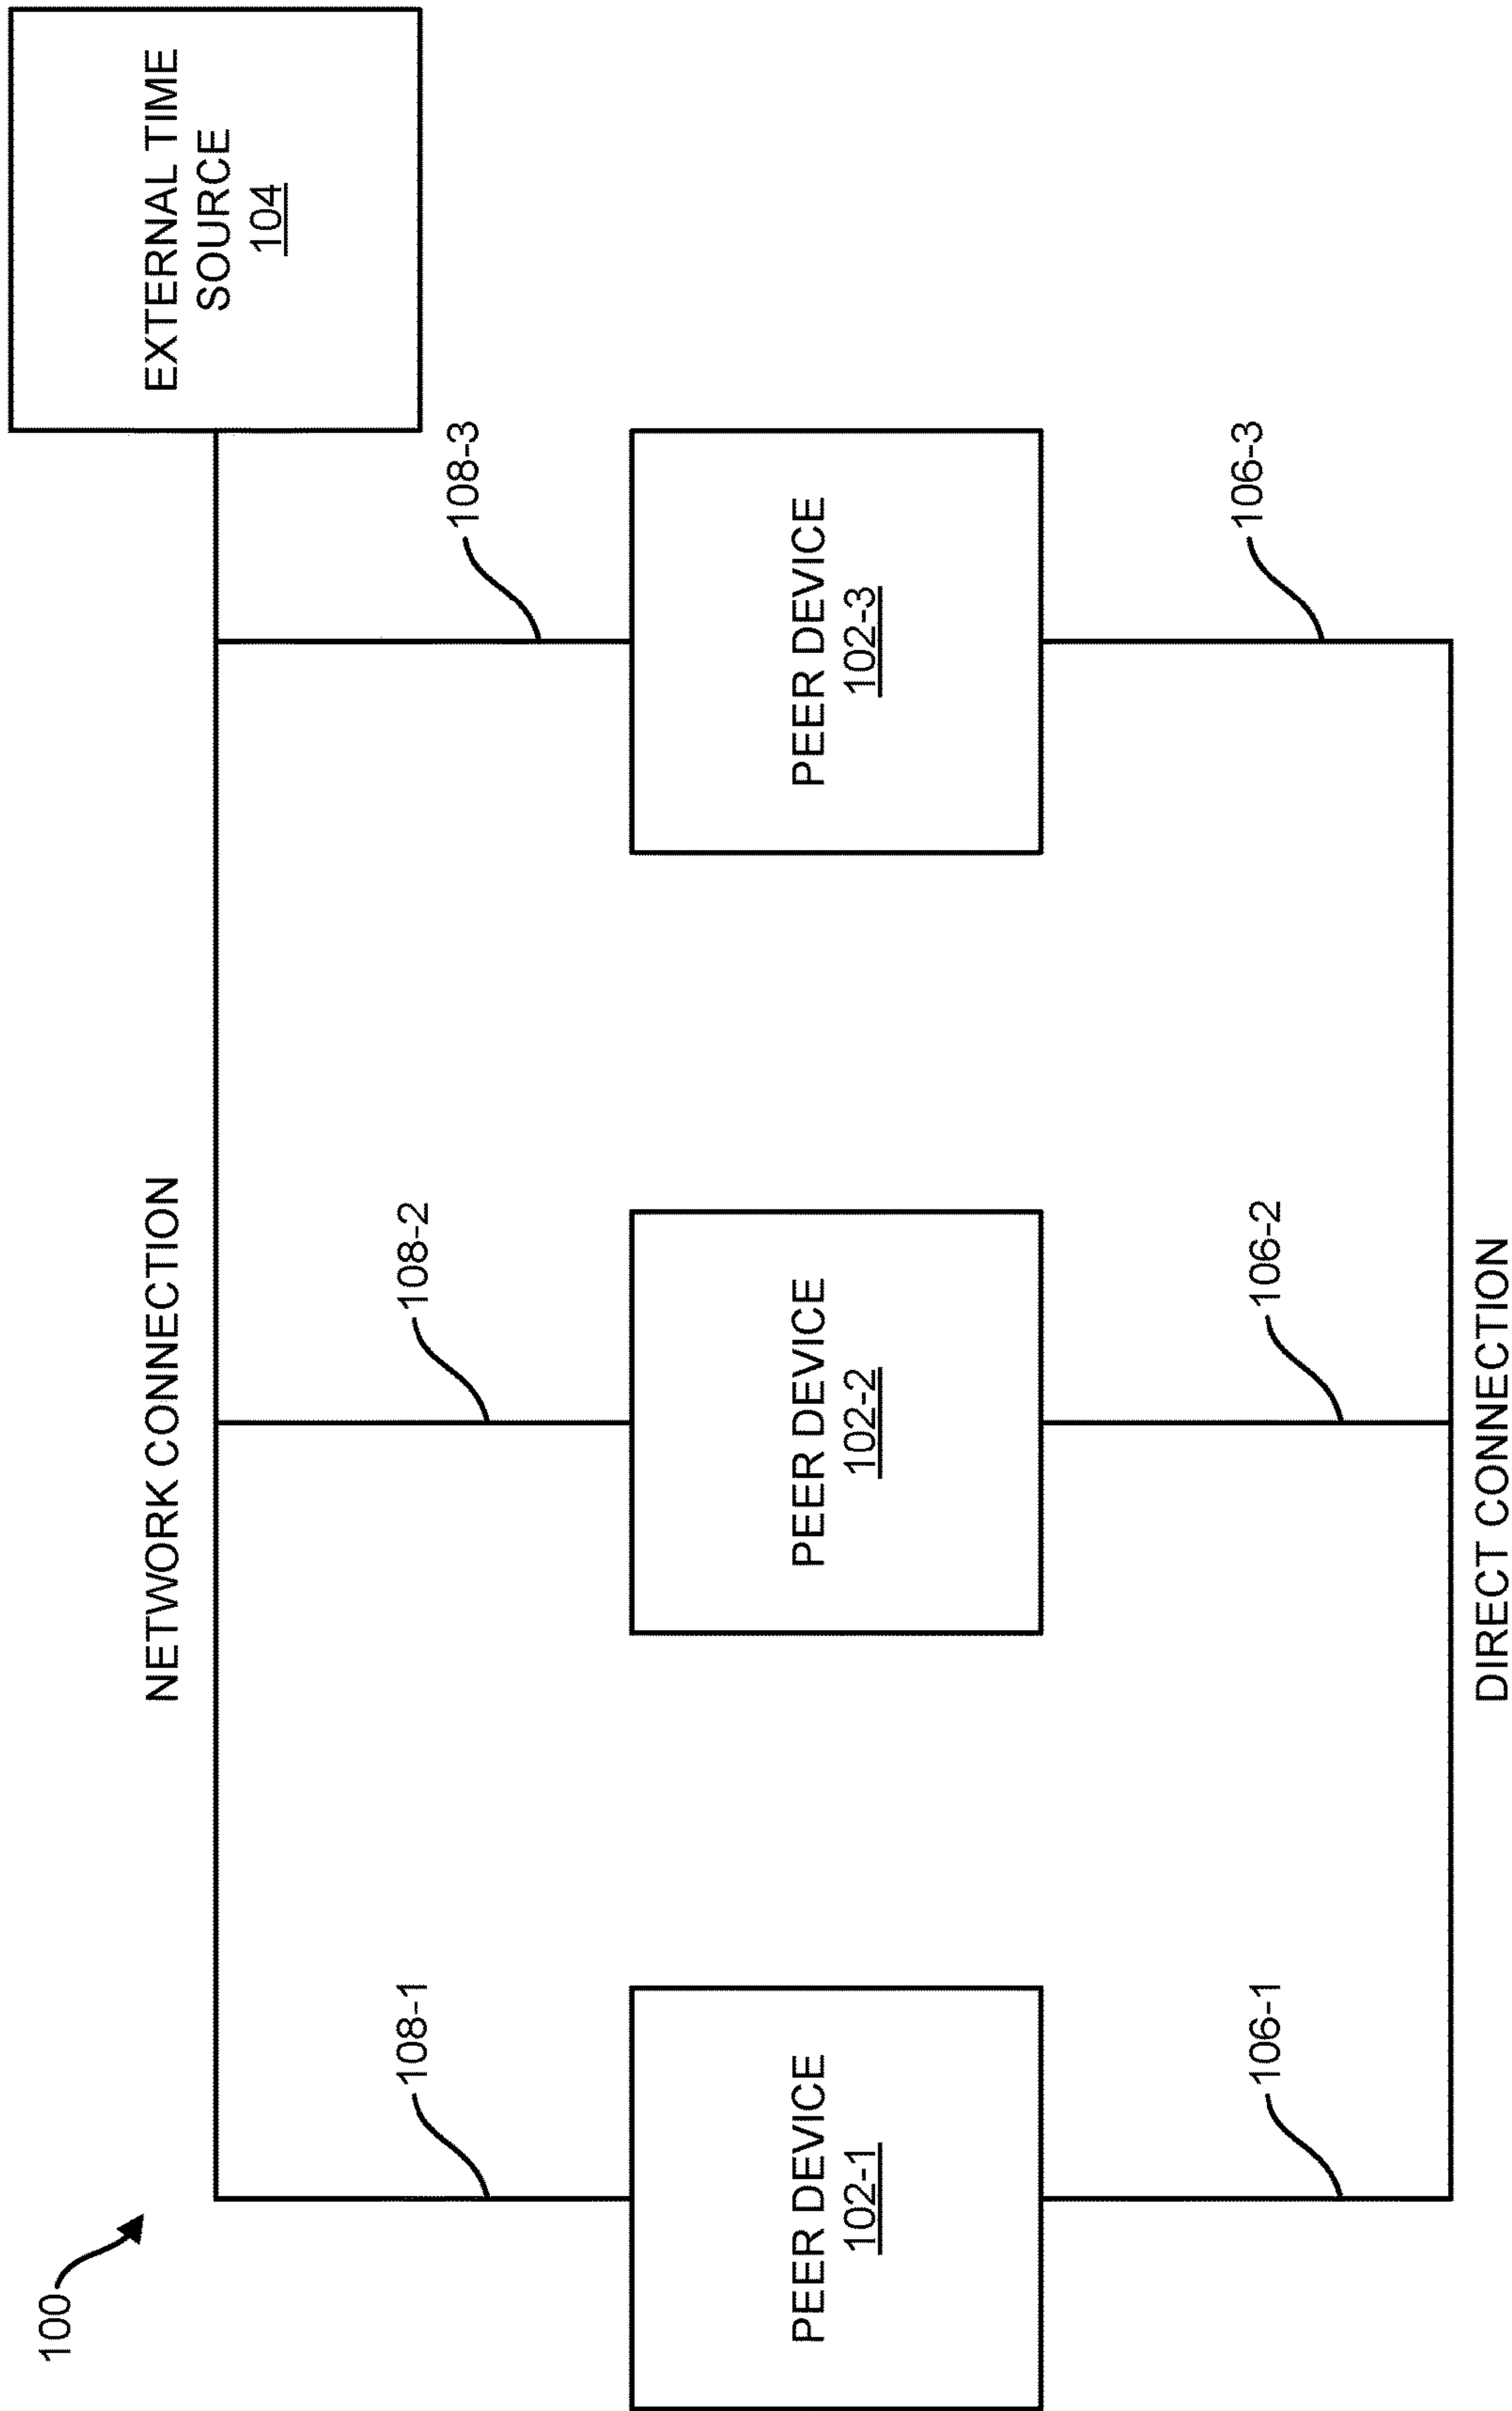 100
NETWORK CONNECTION
EXTERNAL TIME
SOURCE
104
108-1
108-2
108-3
PEER DEVICE
102-1
PEER DEVICE
102-2
PEER DEVICE
102-3
106-1
106-2
106-3
DIRECT CONNECTION